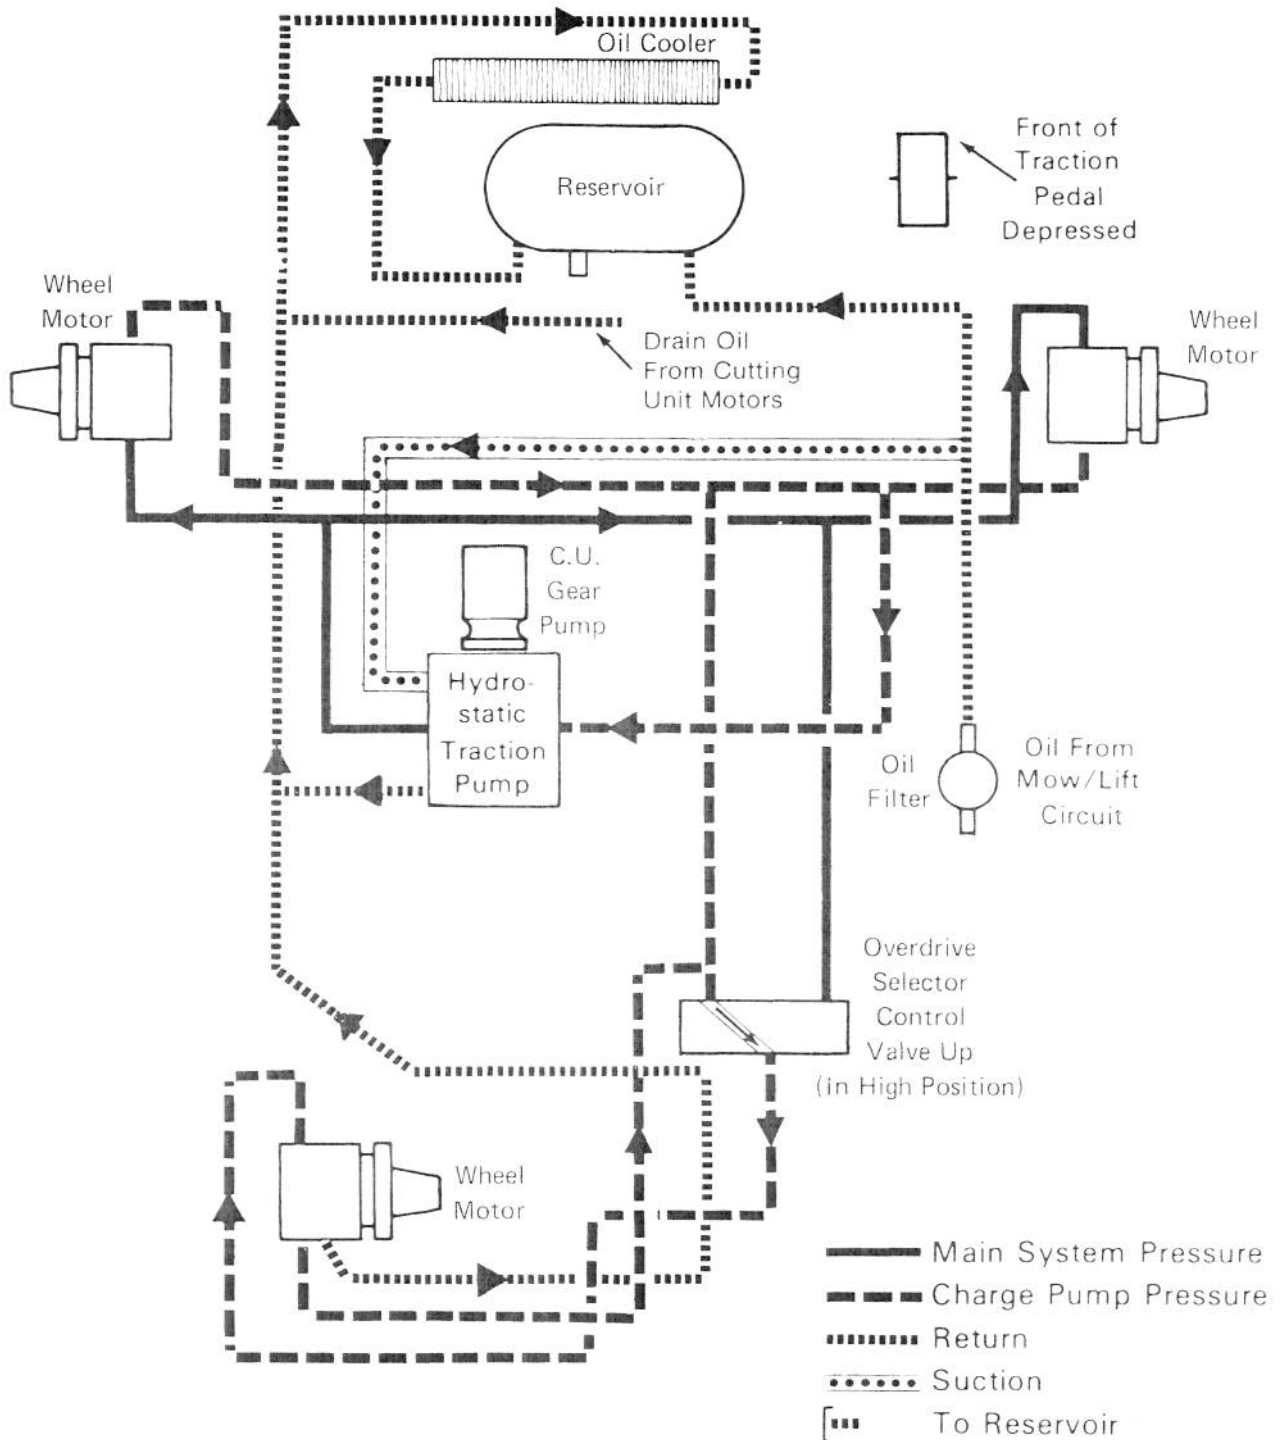 Oil Cooler
Reservoir
Front of
Traction
Pedal
Depressed
Wheel
Motor
Wheel
Motor
Drain Oil
From Cutting
Unit Motors
C.U.
Gear
Pump
Hydro-
static
Traction
Pump
Oil
Filter
Oil From
Mow/Lift
Circuit
Overdrive
Selector
Control
Valve Up
(in High Position)
Wheel
Motor
Main System Pressure
Charge Pump Pressure
Return
Suction
To Reservoir